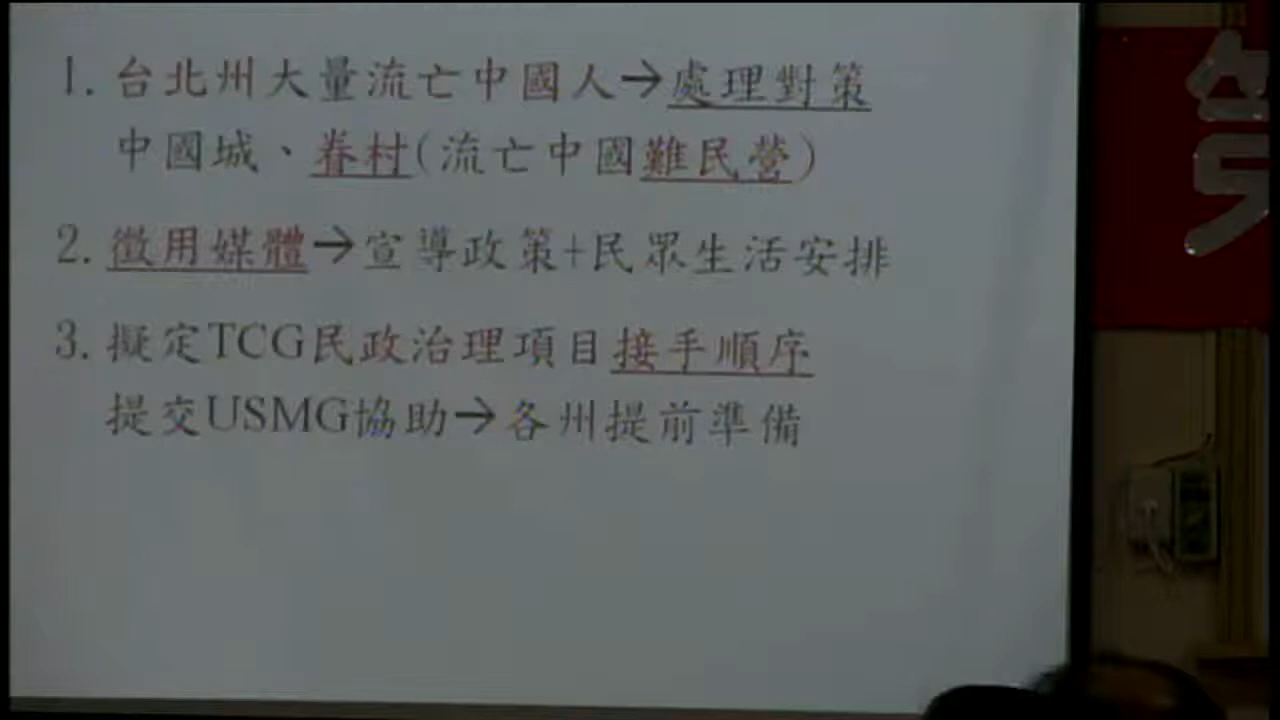 1. 台北州大量流亡中國人→處理對策
中國城、眷村(流亡中國難民營)
2. 徵用媒體→宣導政策+民眾生活安排
3. 擬定TCG民政治理項目接手順序
提交USMG協助→各州提前準備